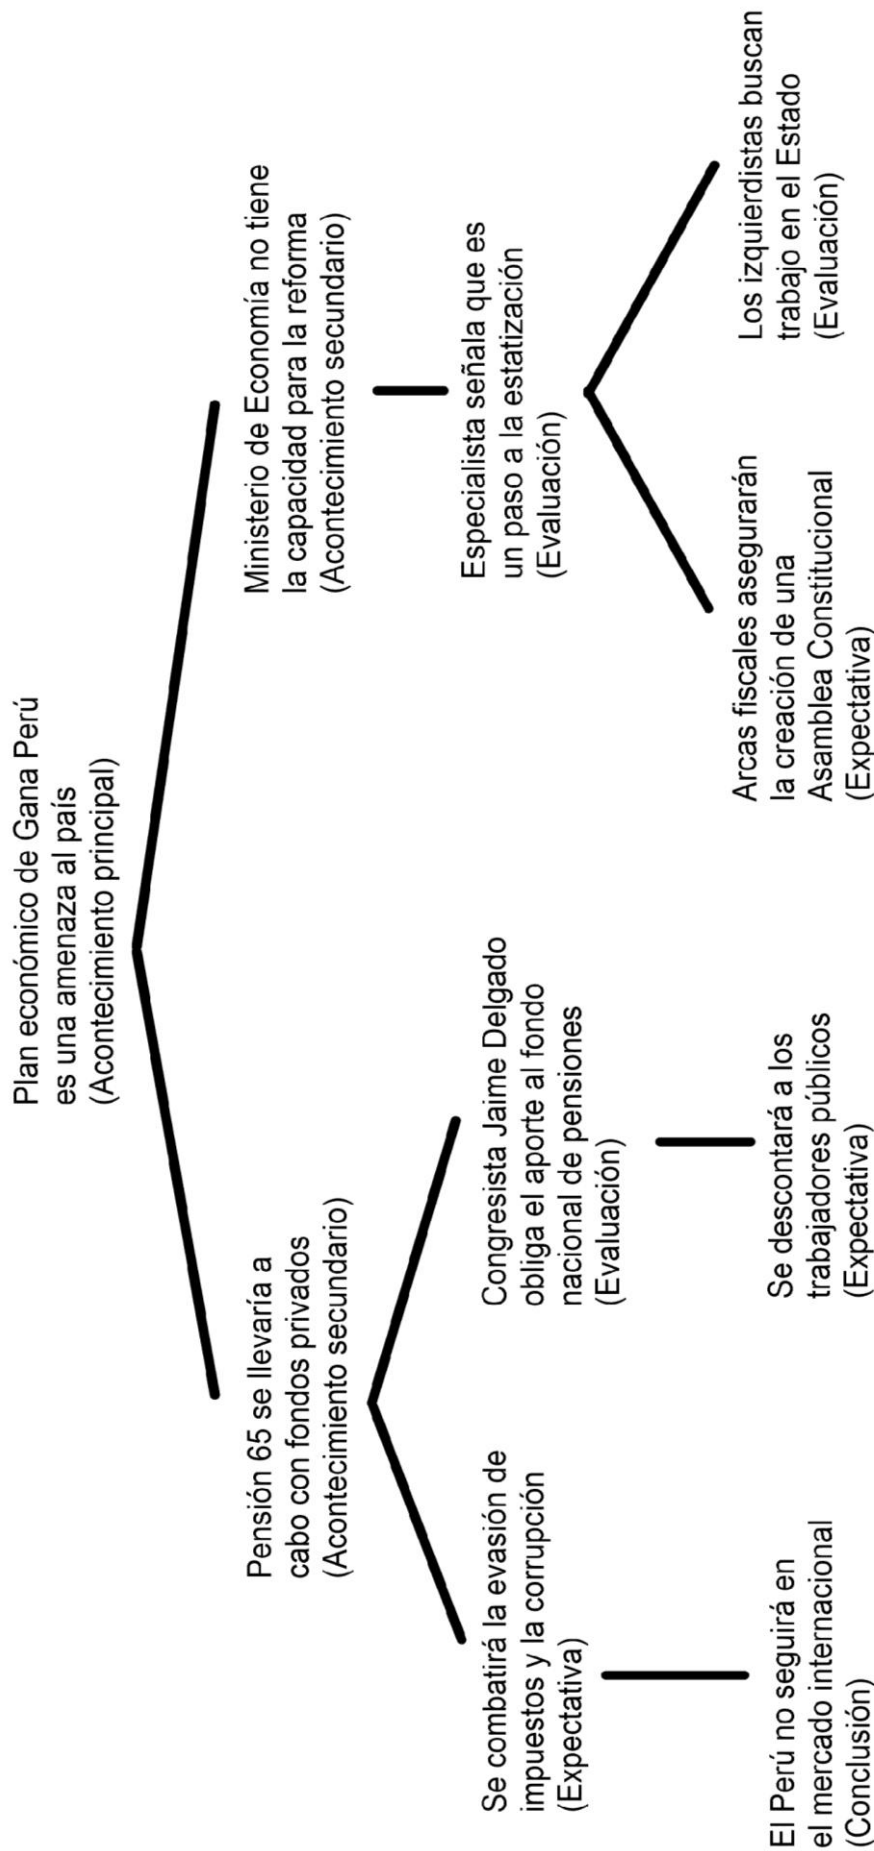 Plan económico de Gana Perú
es una amenaza al país
(Acontecimiento principal)
Pensión 65 se llevaría a
cabo con fondos privados
(Acontecimiento secundario)
Ministerio de Economía no tiene
la capacidad para la reforma
(Acontecimiento secundario)
Se combatirá la evasión de
impuestos y la corrupción
(Expectativa)
Congresista Jaime Delgado
obliga el aporte al fondo
nacional de pensiones
(Evaluación)
Especialista señala que es
un paso a la estatización
(Evaluación)
El Perú no seguirá en
el mercado internacional
(Conclusión)
Se descontará a los
trabajadores públicos
(Expectativa)
Arcas fiscales asegurarán
la creación de una
Asamblea Constitucional
(Expectativa)
Los izquierdistas buscan
trabajo en el Estado
(Evaluación)